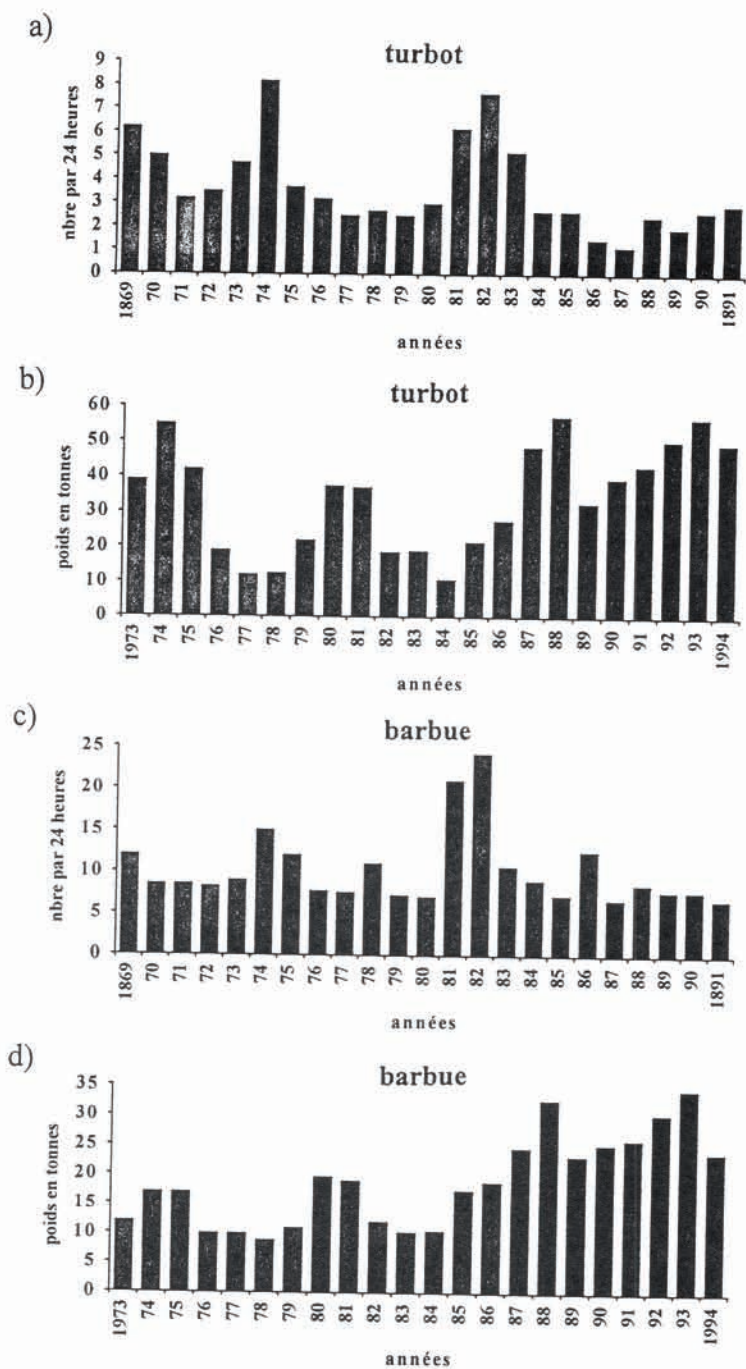 a)
turbot
nbre par 24 heures
9
8
7
6
5
4
3
2
1
0
1869 70 71 72 73 74 75 76 77 78 79 80 81 82 83 84 85 86 87 88 89 90 1891
années
b)
turbot
poids en tonnes
60
50
40
30
20
10
0
1973 74 75 76 77 78 79 80 81 82 83 84 85 86 87 88 89 90 91 92 93 1994
années
c)
barbue
nbre par 24 heures
25
20
15
10
5
0
1869 70 71 72 73 74 75 76 77 78 79 80 81 82 83 84 85 86 87 88 89 90 1891
années
d)
barbue
poids en tonnes
35
30
25
20
15
10
5
0
1973 74 75 76 77 78 79 80 81 82 83 84 85 86 87 88 89 90 91 92 93 1994
années